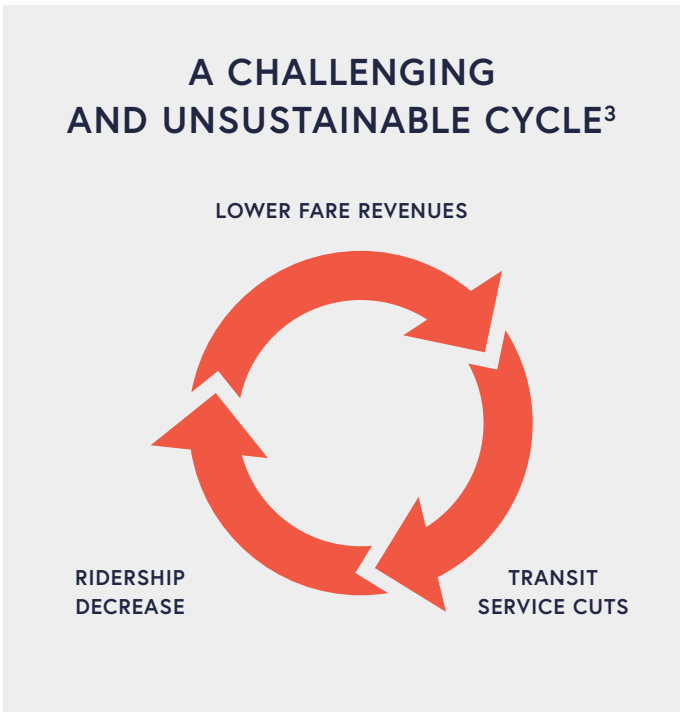 A CHALLENGING
AND UNSUSTAINABLE CYCLE³
LOWER FARE REVENUES
RIDERSHIP
DECREASE
TRANSIT
SERVICE CUTS